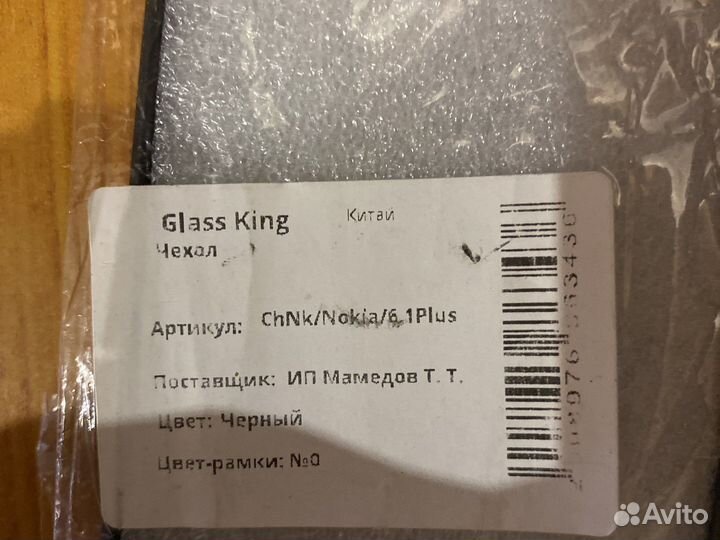 Glass King
Китай
Чехол
Артикул: ChNk/Nokia/6.1Plus
Поставщик: ИП Мамедов Т. Т.
Цвет: Черный
Цвет-рамки: №0
Avito